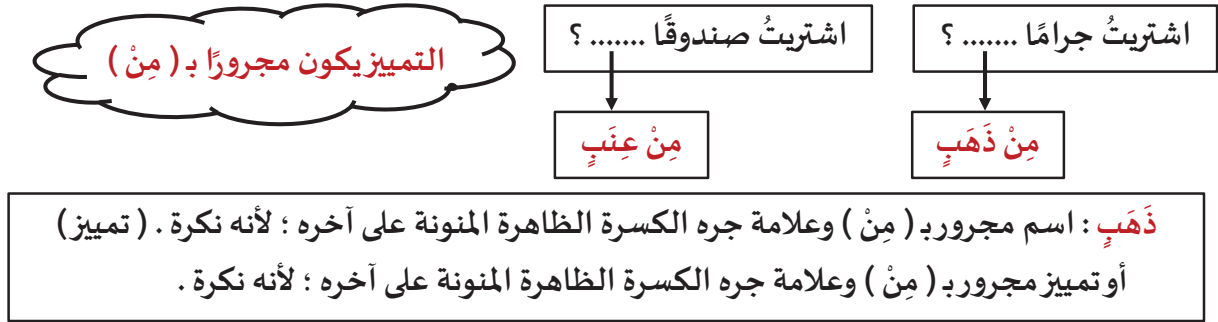 اشتريتُ جرامًا ....... ؟
اشتريتُ صندوقًا ....... ؟
التمييز يكون مجرورًا بـ ( مِنْ )
مِنْ ذَهَبٍ
مِنْ عِنَبٍ
ذَهَبٍ : اسم مجرور بـ ( مِنْ ) وعلامة جره الكسرة الظاهرة المنونة على آخره ؛ لأنه نكرة . ( تمييز )
أو تمييز مجرور بـ ( مِنْ ) وعلامة جره الكسرة الظاهرة المنونة على آخره ؛ لأنه نكرة .